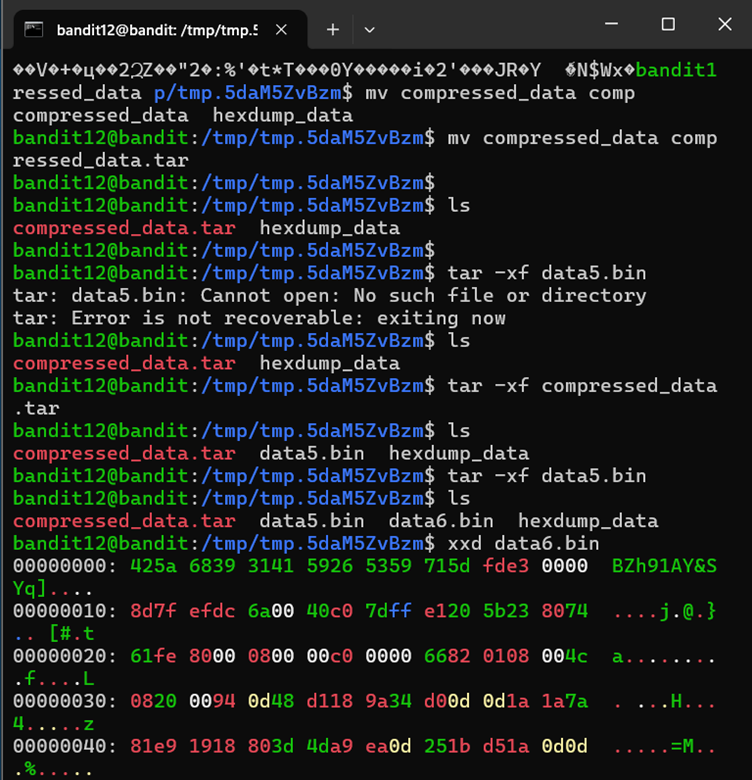 bandit12@bandit: /tmp/tmp.5
��V�+�ц��2϶Z��"2�:%'�t*T���0Y�����i�2'���JR�Y �N$Wx�bandit1
ressed_data p/tmp.5daM5ZvBzm$ mv compressed_data comp
compressed_data  hexdump_data
bandit12@bandit:/tmp/tmp.5daM5ZvBzm$ mv compressed_data comp
ressed_data.tar
bandit12@bandit:/tmp/tmp.5daM5ZvBzm$
bandit12@bandit:/tmp/tmp.5daM5ZvBzm$ ls
compressed_data.tar  hexdump_data
bandit12@bandit:/tmp/tmp.5daM5ZvBzm$
bandit12@bandit:/tmp/tmp.5daM5ZvBzm$ tar -xf data5.bin
tar: data5.bin: Cannot open: No such file or directory
tar: Error is not recoverable: exiting now
bandit12@bandit:/tmp/tmp.5daM5ZvBzm$ ls
compressed_data.tar  hexdump_data
bandit12@bandit:/tmp/tmp.5daM5ZvBzm$ tar -xf compressed_data
.tar
bandit12@bandit:/tmp/tmp.5daM5ZvBzm$ ls
compressed_data.tar  data5.bin  hexdump_data
bandit12@bandit:/tmp/tmp.5daM5ZvBzm$ tar -xf data5.bin
bandit12@bandit:/tmp/tmp.5daM5ZvBzm$ ls
compressed_data.tar  data5.bin  data6.bin  hexdump_data
bandit12@bandit:/tmp/tmp.5daM5ZvBzm$ xxd data6.bin
00000000: 425a 6839 3141 5926 5359 715d fde3 0000  BZh91AY&S
Yq]....
00000010: 8d7f efdc 6a00 40c0 7dff e120 5b23 8074  ....j.@.}
.. [#.t
00000020: 61fe 8000 0800 00c0 0000 6682 0108 004c  a........
.f....L
00000030: 0820 0094 0d48 d118 9a34 d00d 0d1a 1a7a  . ...H...
4.....z
00000040: 81e9 1918 803d 4da9 ea0d 251b d51a 0d0d  .....=M..
.%.....